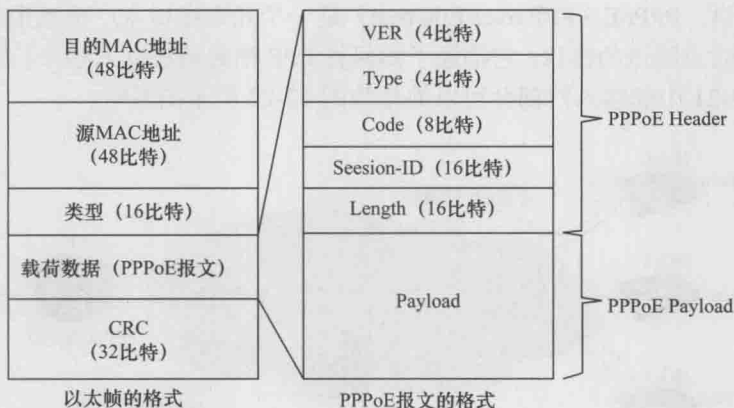 目的MAC地址
(48比特)
源MAC地址
(48比特)
类型 (16比特)
载荷数据 (PPPoE报文)
CRC
(32比特)
以太帧的格式
VER (4比特)
Type (4比特)
Code (8比特)
Seesion-ID (16比特)
Length (16比特)
Payload
PPPoE报文的格式
PPPoE Header
PPPoE Payload